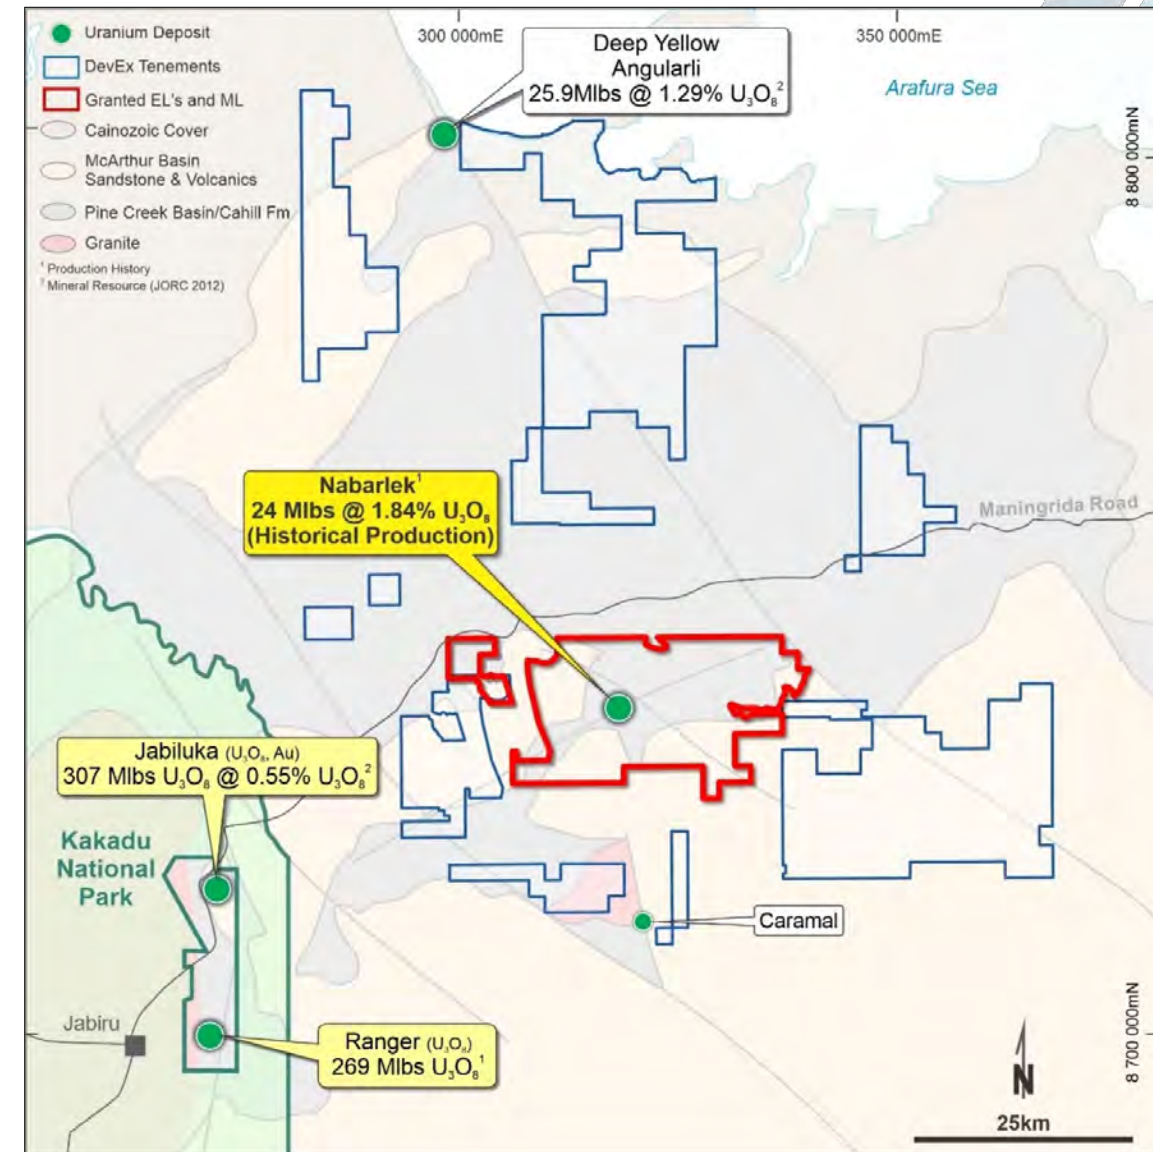 Uranium Deposit
DevEx Tenements
Granted EL's and ML
Cainozoic Cover
McArthur Basin
Sandstone & Volcanics
Pine Creek Basin/Cahill Fm
Granite
¹ Production History
² Mineral Resource (JORC 2012)
300 000mE
350 000mE
Deep Yellow
Angularli
25.9Mlbs @ 1.29% U₃O₈²
Arafura Sea
8 800 000mN
Nabarlek¹
24 Mlbs @ 1.84% U₃O₈
(Historical Production)
Maningrida Road
Jabiluka (U₃O₈, Au)
307 Mlbs U₃O₈ @ 0.55% U₃O₈²
Kakadu
National
Park
Caramal
Jabiru
Ranger (U₃O₈)
269 Mlbs U₃O₈¹
8 700 000mN
N
25km